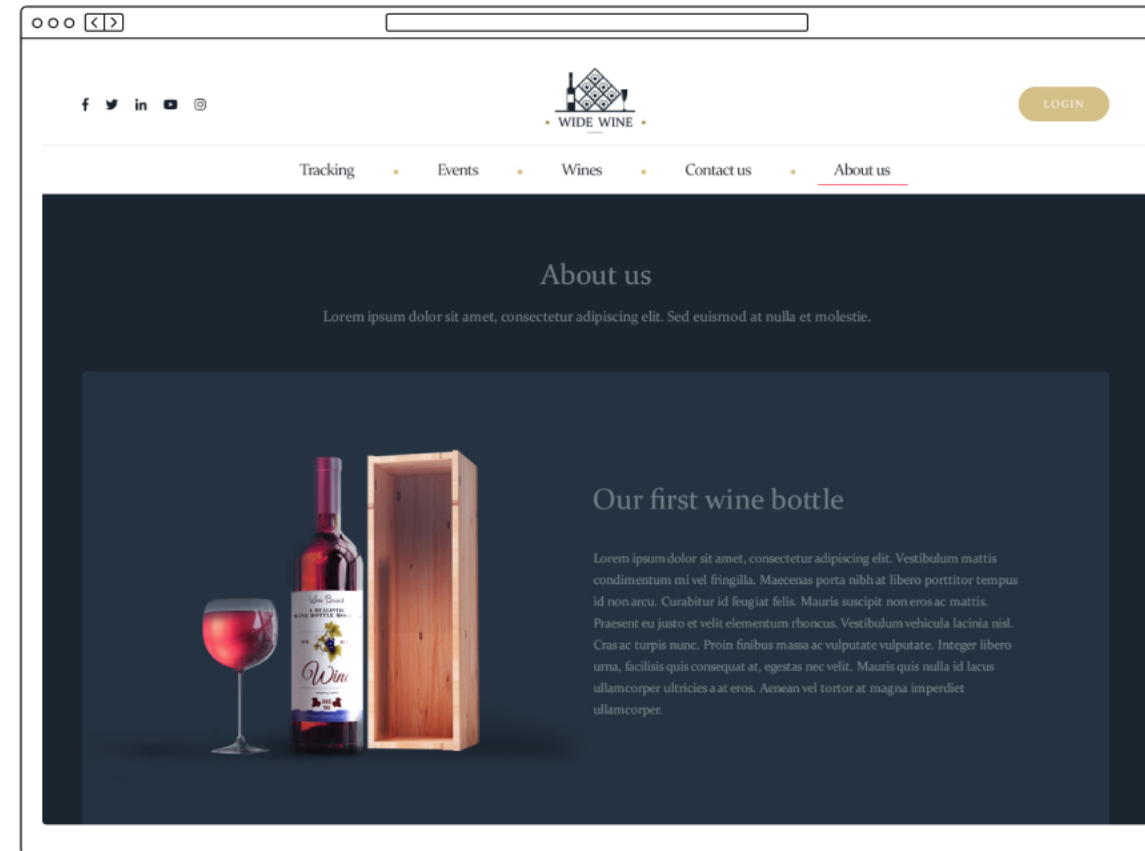 WIDE WINE
LOGIN
Tracking
Events
Wines
Contact us
About us
About us
Lorem ipsum dolor sit amet, consectetur adipiscing elit. Sed euismod at nulla et molestie.
Our first wine bottle
Lorem ipsum dolor sit amet, consectetur adipiscing elit. Vestibulum mattis
condimentum mi vel fringilla. Maecenas porta nibh at libero porttitor tempus
id non arcu. Curabitur id feugiat felis. Mauris suscipit non eros ac mattis.
Praesent eu justo et velit elementum rhoncus. Vestibulum vehicula lacinia nisl.
Cras ac turpis nunc. Proin finibus massa ac vulputate vulputate. Integer libero
urna, facilisis quis consequat at, egestas nec velit. Mauris quis nulla id lacus
ullamcorper ultricies a at eros. Aenean vel tortor at magna imperdiet
ullamcorper.
A REALISTIC
WINE BOTTLE
Wine